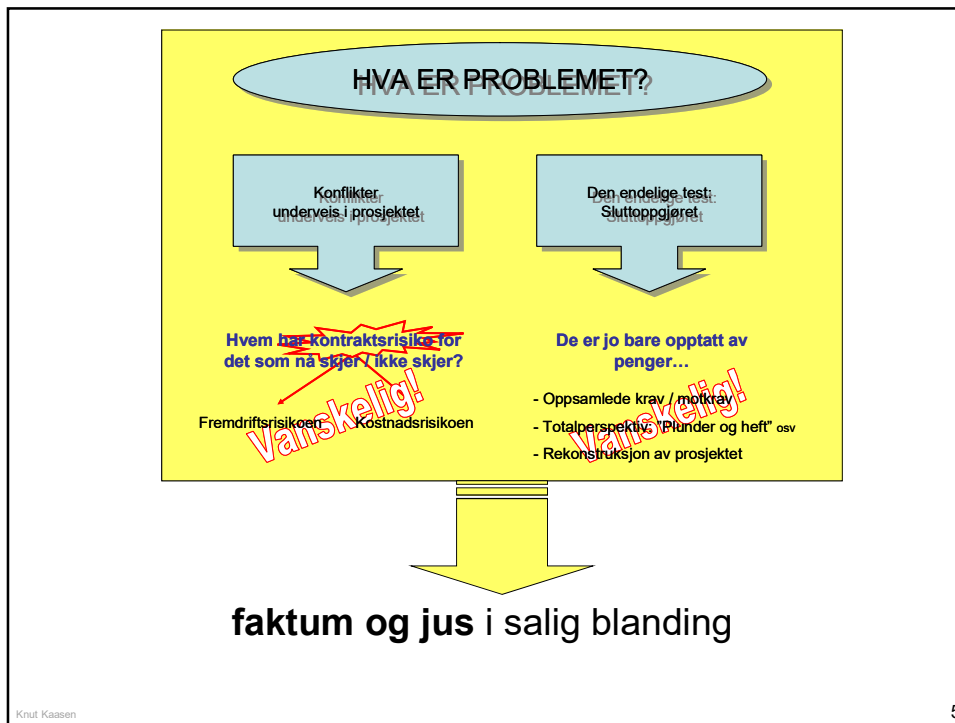 HVA ER PROBLEMET?
Konflikter
underveis i prosjektet
Den endelige test:
Sluttoppgjøret
Hvem har kontraktsrisiko for
det som nå skjer / ikke skjer?
Fremdriftsrisikoen
Kostnadsrisikoen
Vanskelig!
De er jo bare opptatt av
penger…
- Oppsamlede krav / motkrav
- Totalperspektiv: ”Plunder og heft” osv
- Rekonstruksjon av prosjektet
Vanskelig!
faktum og jus i salig blanding
Knut Kaasen
5